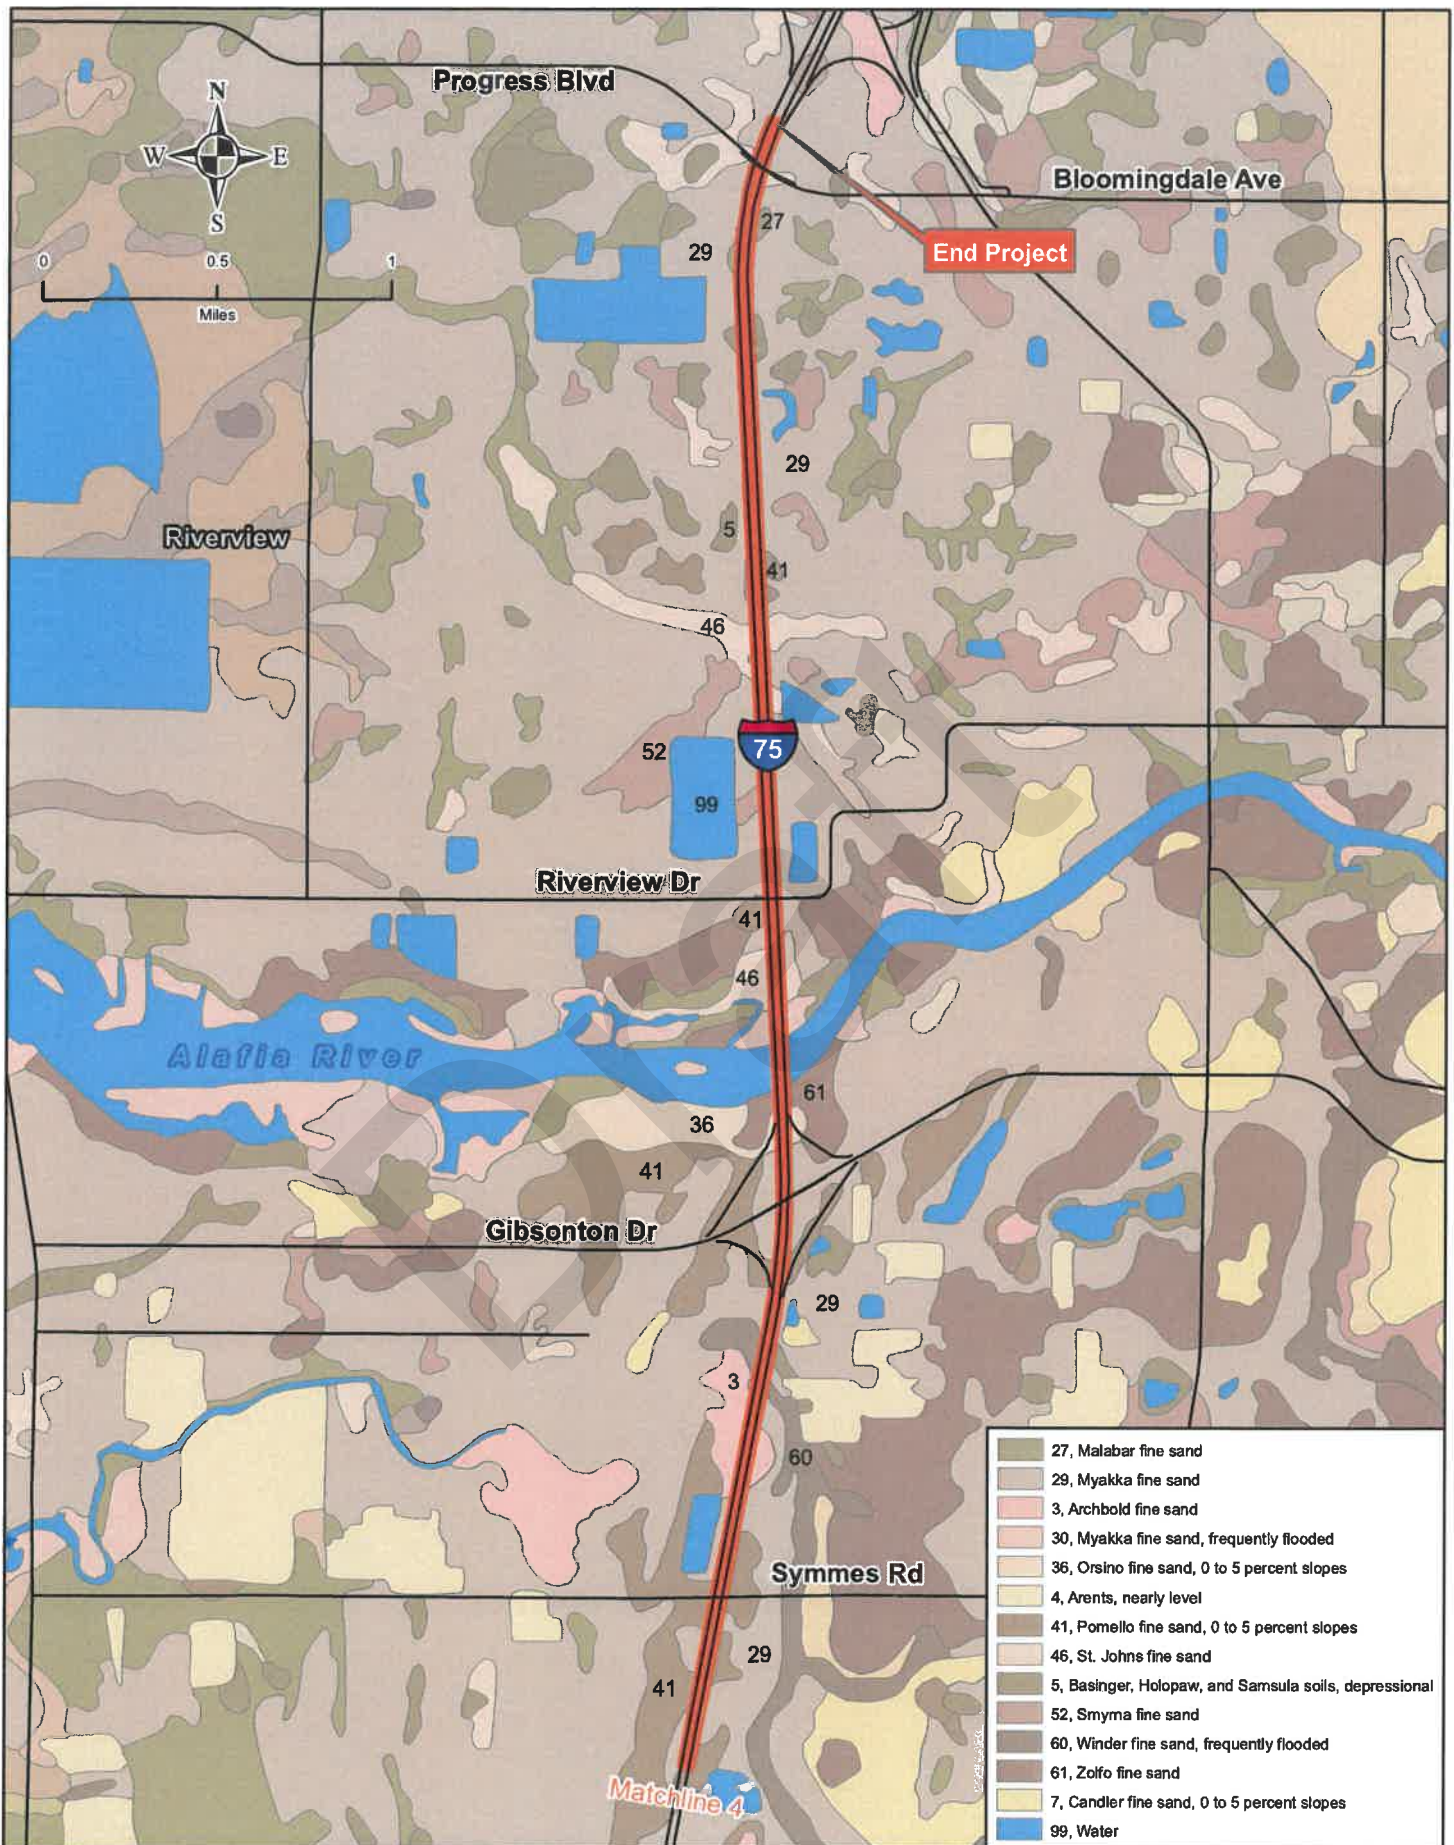 Progress Blvd
N
W
E
S
Bloomingdale Ave
27
29
End Project
0
0.5
1
Miles
29
Riverview
5
41
46
75
52
99
Riverview Dr
41
46
Alafia River
61
36
41
Gibsonton Dr
29
3
60
Symmes Rd
29
41
Matchline 4
Draft
27, Malabar fine sand
29, Myakka fine sand
3, Archbold fine sand
30, Myakka fine sand, frequently flooded
36, Orsino fine sand, 0 to 5 percent slopes
4, Arents, nearly level
41, Pomello fine sand, 0 to 5 percent slopes
46, St. Johns fine sand
5, Basinger, Holopaw, and Samsula soils, depressional
52, Smyrna fine sand
60, Winder fine sand, frequently flooded
61, Zolfo fine sand
7, Candler fine sand, 0 to 5 percent slopes
99, Water